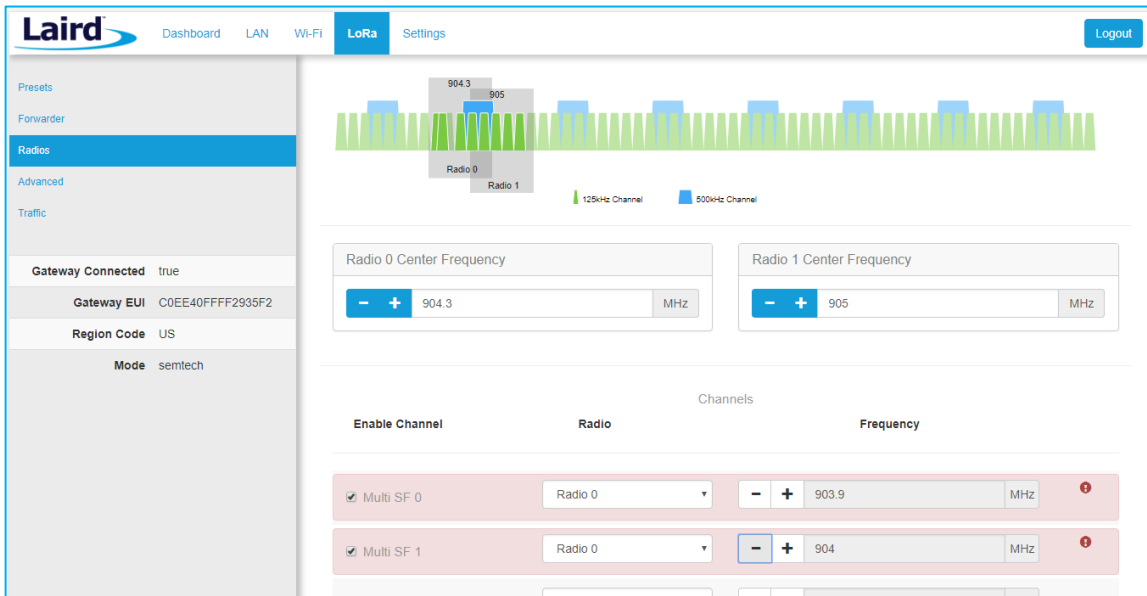 Laird
Dashboard LAN Wi-Fi LoRa Settings Logout
Presets
Forwarder
Radios
Advanced
Traffic
Gateway Connected true
Gateway EUI C0EE40FFFF2935F2
Region Code US
Mode semtech
904.3
905
Radio 0
Radio 1
125kHz Channel 500kHz Channel
Radio 0 Center Frequency
− + 904.3 MHz
Radio 1 Center Frequency
− + 905 MHz
Channels
Enable Channel Radio Frequency
Multi SF 0 Radio 0 − + 903.9 MHz
Multi SF 1 Radio 0 − + 904 MHz